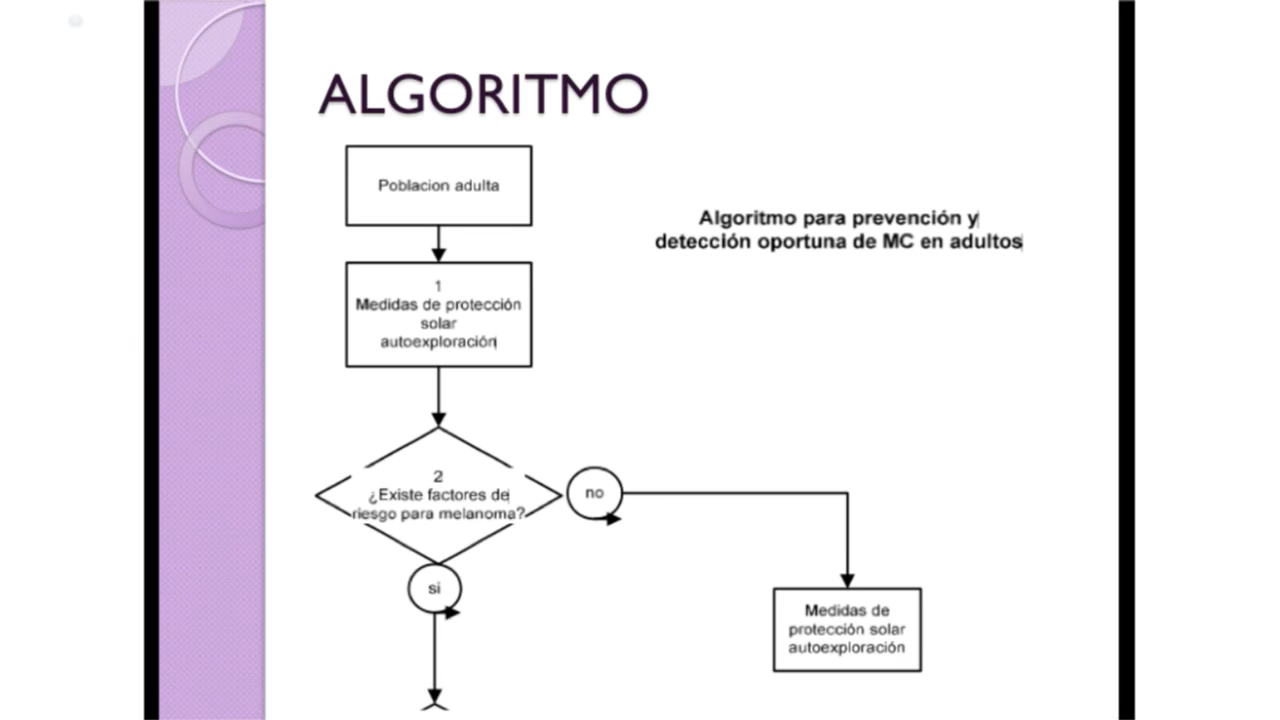 ALGORITMO
Poblacion adulta
Algoritmo para prevención y
detección oportuna de MC en adultos
1
Medidas de protección
solar
autoexploración
2
¿Existe factores de
riesgo para melanoma?
no
si
Medidas de
protección solar
autoexploración